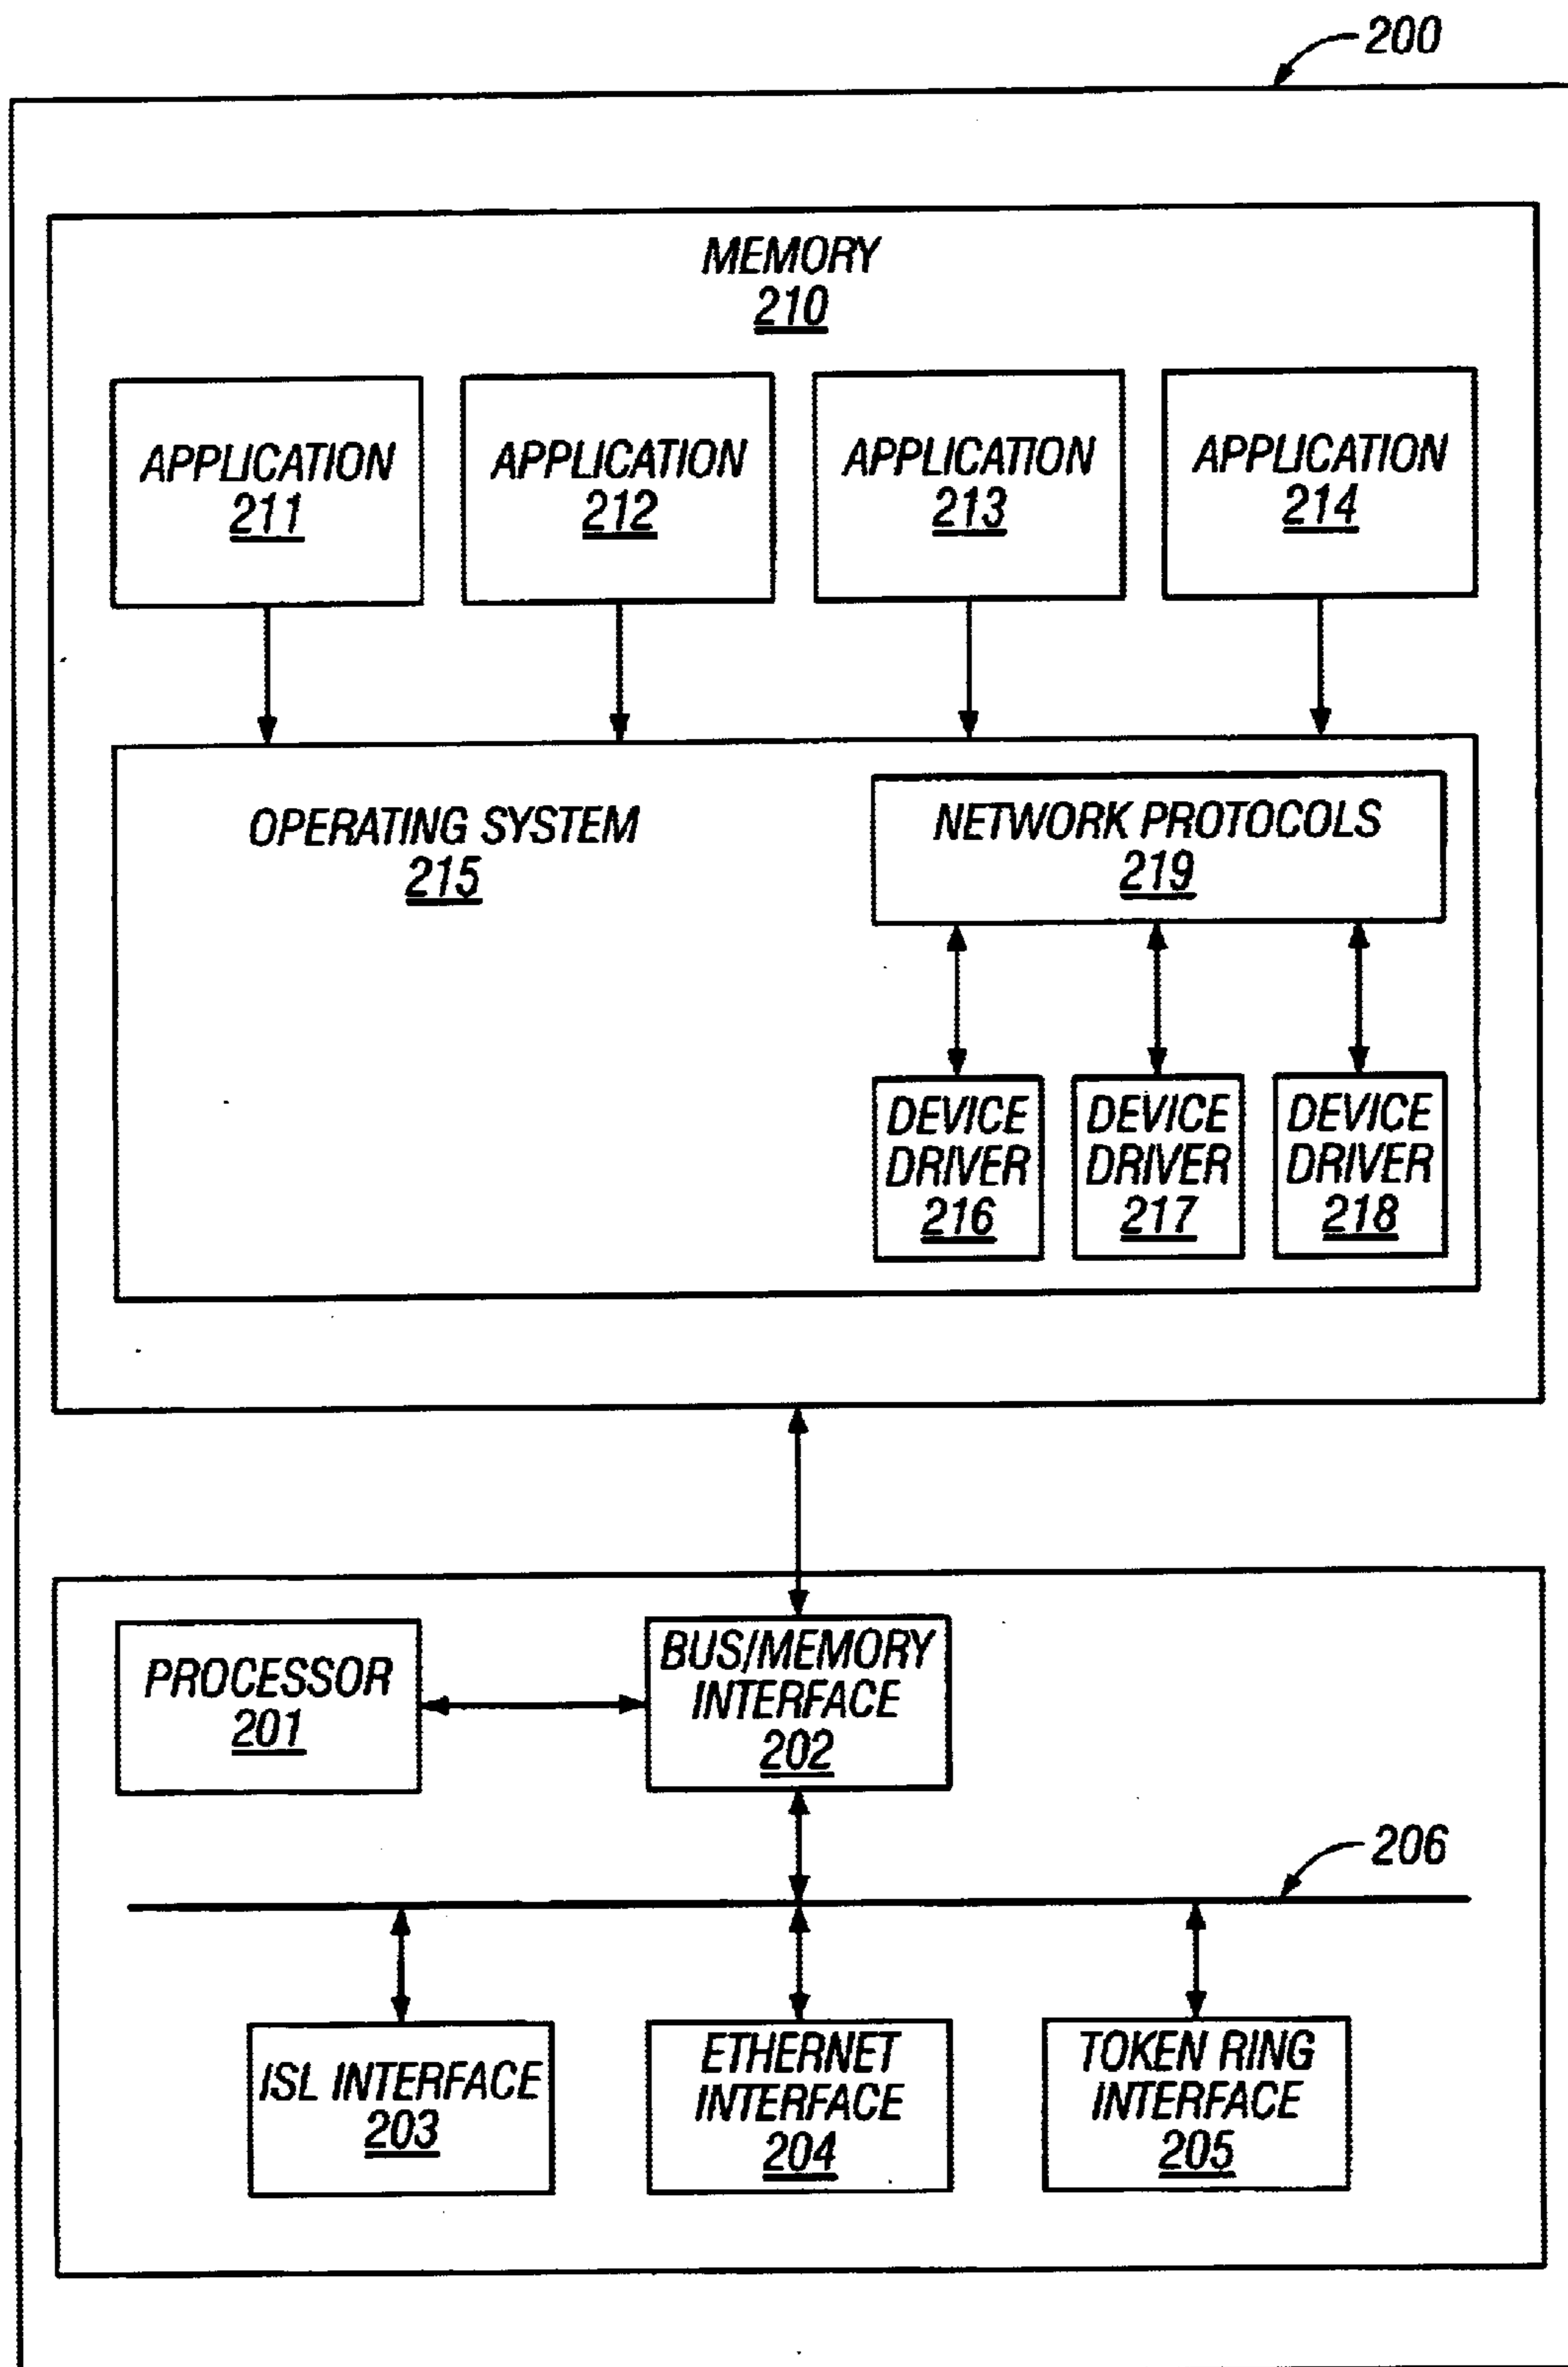 200
MEMORY
210
APPLICATION
211
APPLICATION
212
APPLICATION
213
APPLICATION
214
OPERATING SYSTEM
215
NETWORK PROTOCOLS
219
DEVICE
DRIVER
216
DEVICE
DRIVER
217
DEVICE
DRIVER
218
PROCESSOR
201
BUS/MEMORY
INTERFACE
202
206
ISL INTERFACE
203
ETHERNET
INTERFACE
204
TOKEN RING
INTERFACE
205